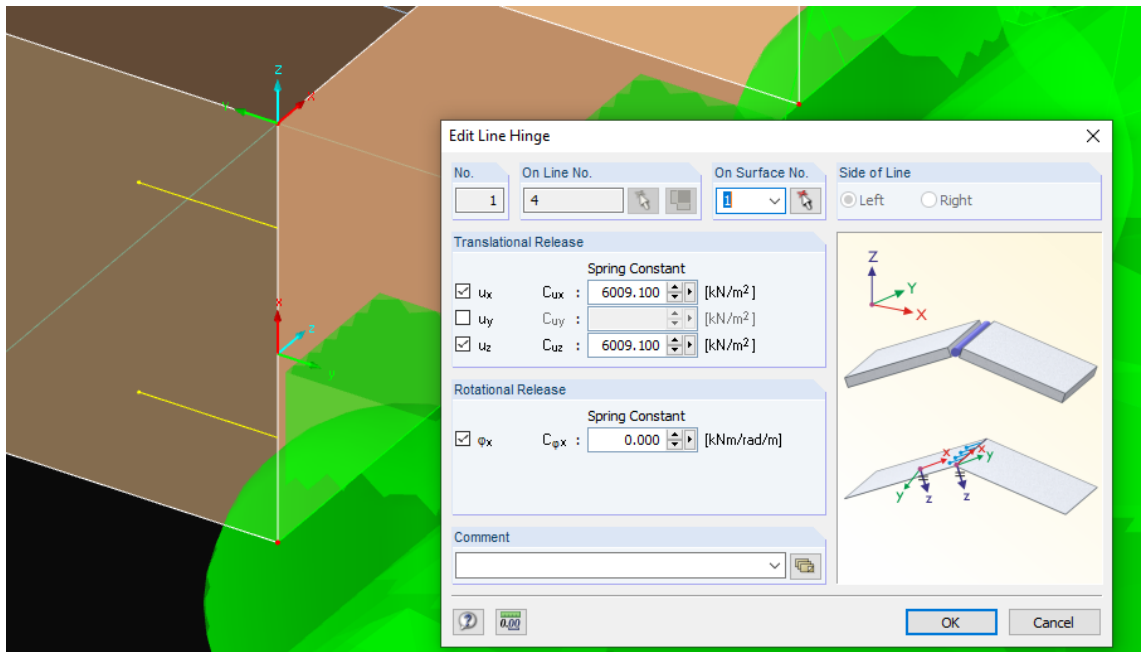 z
x
y
x
z
y
Edit Line Hinge
No.
On Line No.
On Surface No.
Side of Line
1
4
1
Left
Right
Translational Release
Spring Constant
ux
Cux :
6009.100
[kN/m²]
uy
Cuy :
[kN/m²]
uz
Cuz :
6009.100
[kN/m²]
Rotational Release
Spring Constant
φx
Cφx :
0.000
[kNm/rad/m]
Comment
0.00
OK
Cancel
Z
Y
X
x
x
y
y
z
z